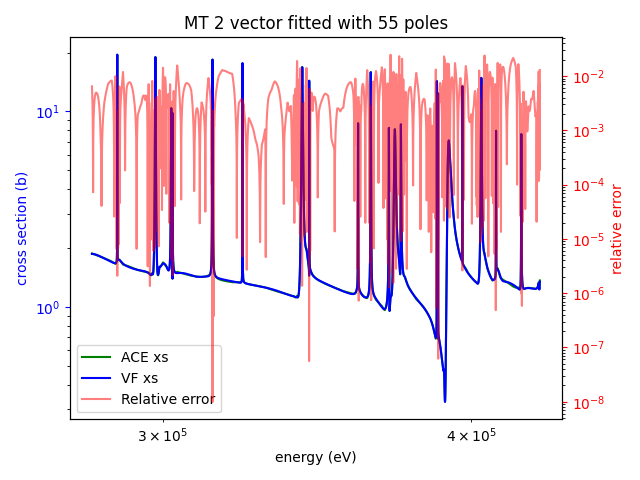 MT 2 vector fitted with 55 poles
cross section (b)
10¹
10⁰
ACE xs
VF xs
Relative error
3 × 10⁵
4 × 10⁵
energy (eV)
10⁻²
10⁻³
10⁻⁴
10⁻⁵
10⁻⁶
10⁻⁷
10⁻⁸
relative error